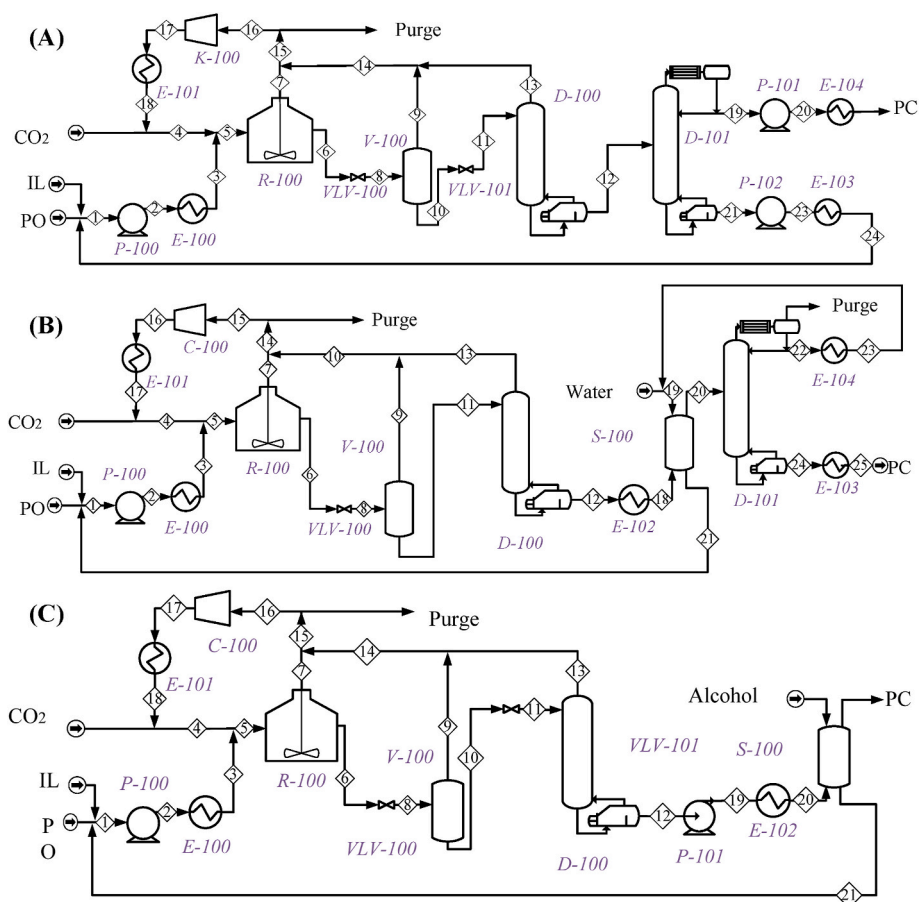 (A)
17
16
Purge
K-100
15
14
13
E-101
7
D-100
P-101
E-104
18
9
19
20
PC
V-100
11
D-101
CO2
4
5
6
IL
3
R-100
VLV-100
8
10
VLV-101
12
P-102
E-103
PO
1
2
P-100
E-100
21
23
24
(B)
16
15
Purge
Purge
C-100
14
10
13
22
23
E-101
7
E-104
17
9
11
Water
19
20
CO2
4
5
V-100
S-100
IL
P-100
3
R-100
6
24
25
PC
PO
1
2
E-100
VLV-100
8
12
18
E-103
D-100
E-102
D-101
21
(C)
17
16
Purge
C-100
15
14
13
E-101
7
Alcohol
PC
18
9
11
CO2
4
5
V-100
10
VLV-101
S-100
IL
P-100
3
R-100
6
19
20
P
O
1
2
8
12
E-102
E-100
VLV-100
D-100
P-101
21